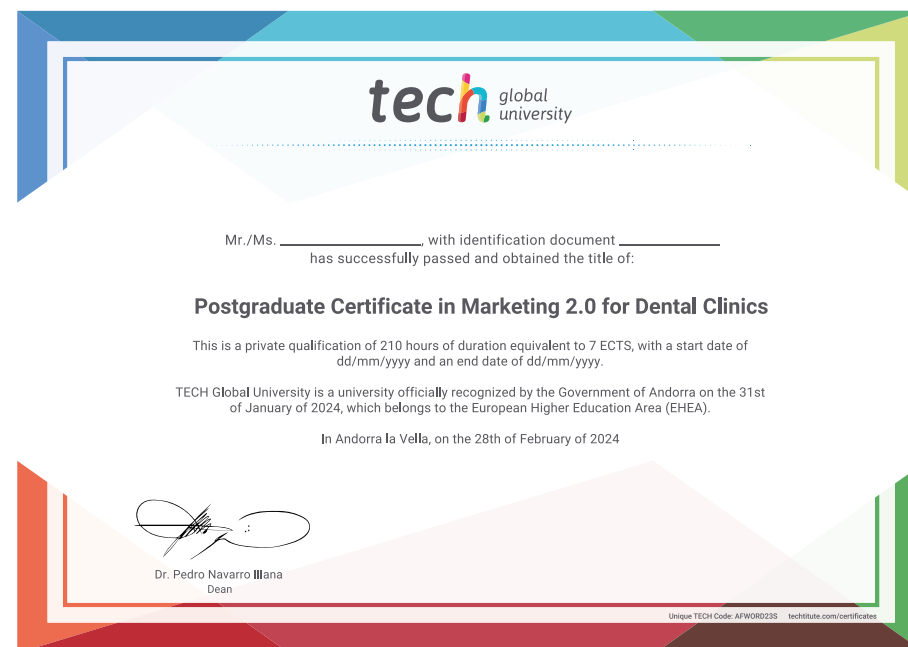 tech global
university
Mr./Ms. ____________________, with identification document ______________
has successfully passed and obtained the title of:
Postgraduate Certificate in Marketing 2.0 for Dental Clinics
This is a private qualification of 210 hours of duration equivalent to 7 ECTS, with a start date of
dd/mm/yyyy and an end date of dd/mm/yyyy.
TECH Global University is a university officially recognized by the Government of Andorra on the 31st
of January of 2024, which belongs to the European Higher Education Area (EHEA).
In Andorra la Vella, on the 28th of February of 2024
Dr. Pedro Navarro Illana
Dean
Unique TECH Code: AFWORD23S techtitute.com/certificates